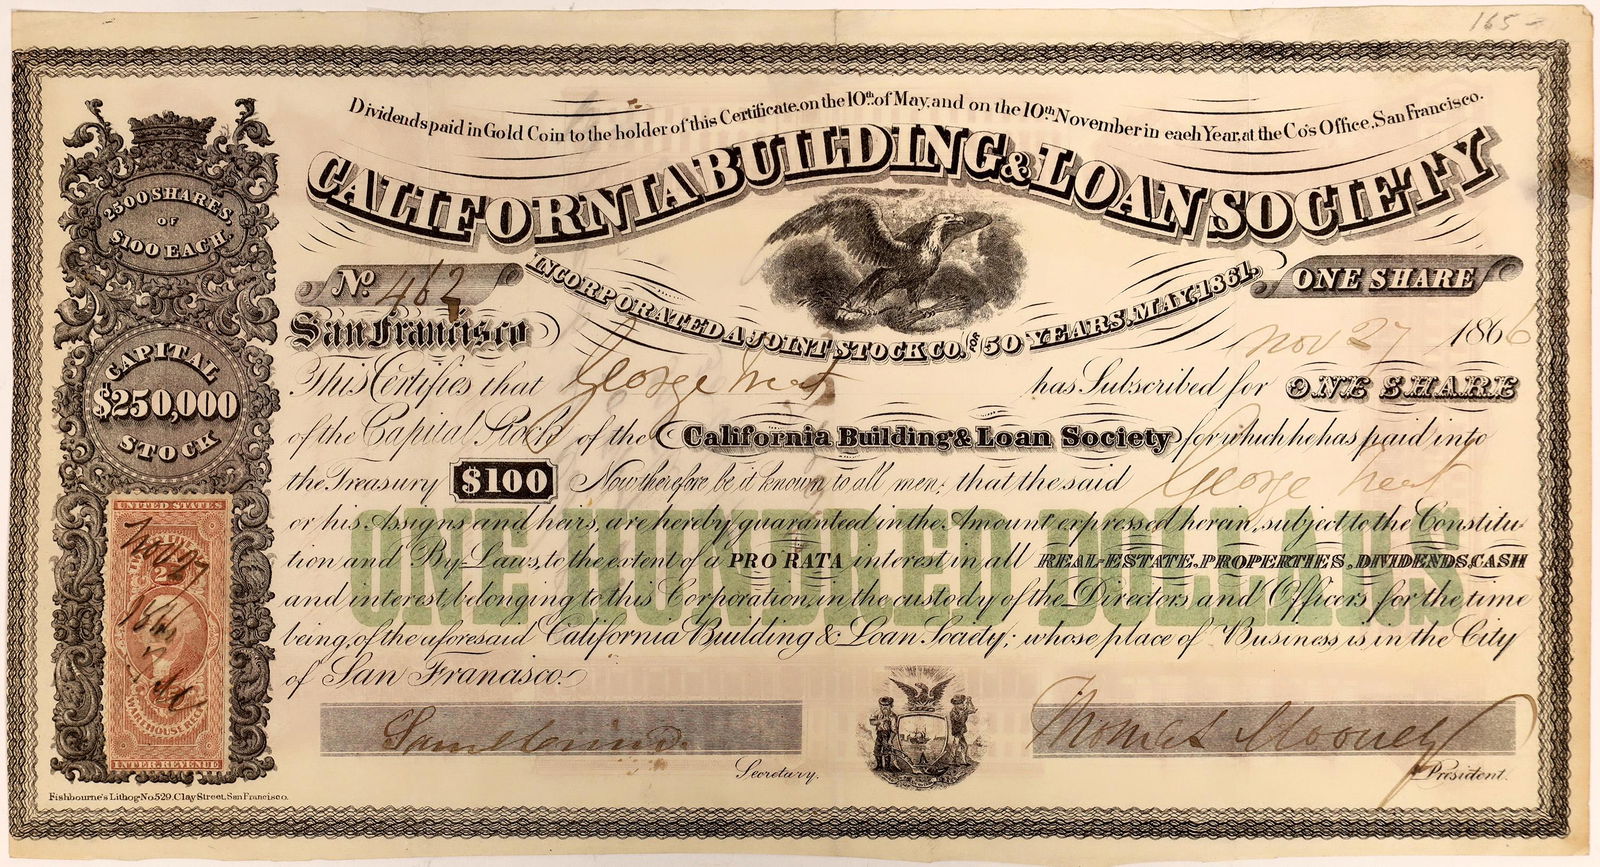 165 –
Dividends paid in Gold Coin to the holder of this Certificate, on the 10th of May, and on the 10th November in each Year, at the Co's Office, San Francisco.
CALIFORNIA BUILDING & LOAN SOCIETY
2500 SHARES
OF
$100 EACH.
No. 462
INCORPORATED A JOINT STOCK CO. FOR 50 YEARS, MAY, 1861.
ONE SHARE
San Francisco
Nov 27 1866
CAPITAL
$250,000
STOCK
This Certifies that George has Subscribed for ONE SHARE
of the Capital Stock of the California Building & Loan Society for which he has paid into
the Treasury $100 Now therefore be it known to all men; that the said George
or his Assigns and hairs, are hereby guaranteed in the Amount expressed herein, subject to the Constitu-
tion and By-Laws, to the extent of a PRO RATA interest in all REAL-ESTATE, PROPERTIES, DIVIDENDS, CASH
and interest, belonging to this Corporation, in the custody of the Directors and Officers for the time
being, of the aforesaid California Building & Loan Society; whose place of Business is in the City
of San Francisco.
ONE HUNDRED DOLLARS
UNITED STATES
Nov 27
1866
WAREHOUSE REC
INTER. REVENUE
Secretary.
Thomas Mooney
President.
Fishbourne's Lithog. No. 529, Clay Street, San Francisco.